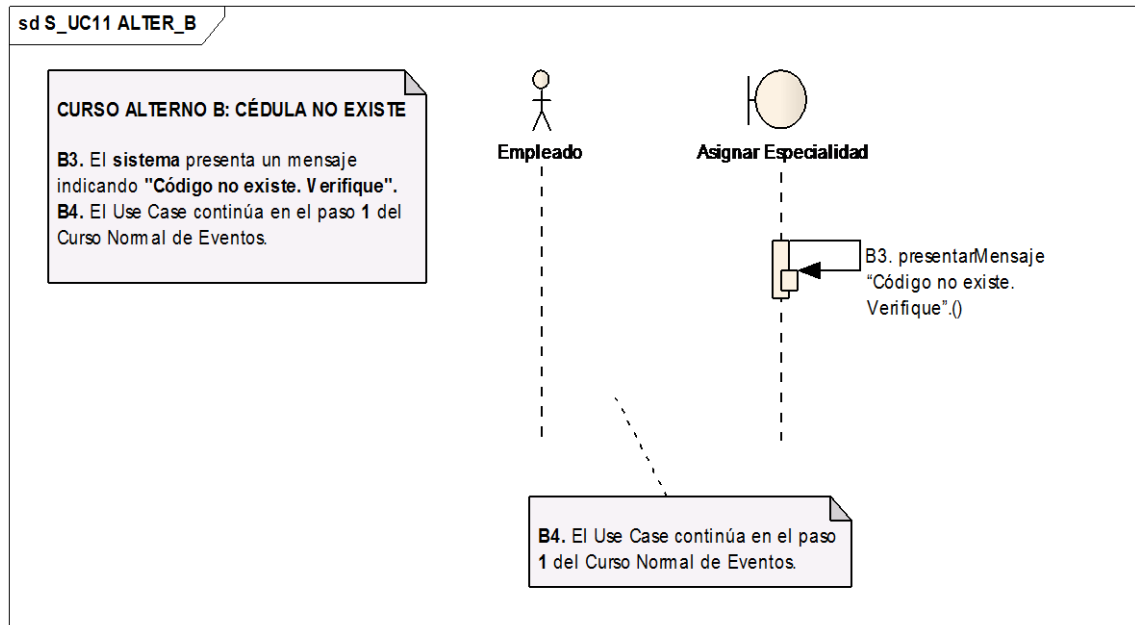 sd S_UC11 ALTER_B
CURSO ALTERNO B: CÉDULA NO EXISTE
B3. El sistema presenta un mensaje
indicando "Código no existe. Verifique".
B4. El Use Case continúa en el paso 1 del
Curso Normal de Eventos.
Empleado
Asignar Especialidad
B3. presentarMensaje
“Código no existe.
Verifique”.()
B4. El Use Case continúa en el paso
1 del Curso Normal de Eventos.